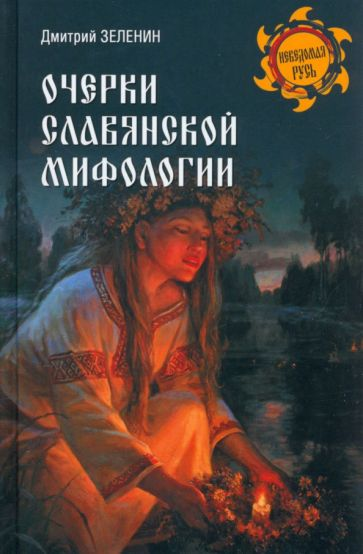 Дмитрий ЗЕЛЕНИН
НЕВЕДОМАЯ
РУСЬ
ОЧЕРКИ
СЛАВЯНСКОЙ
МИФОЛОГИИ